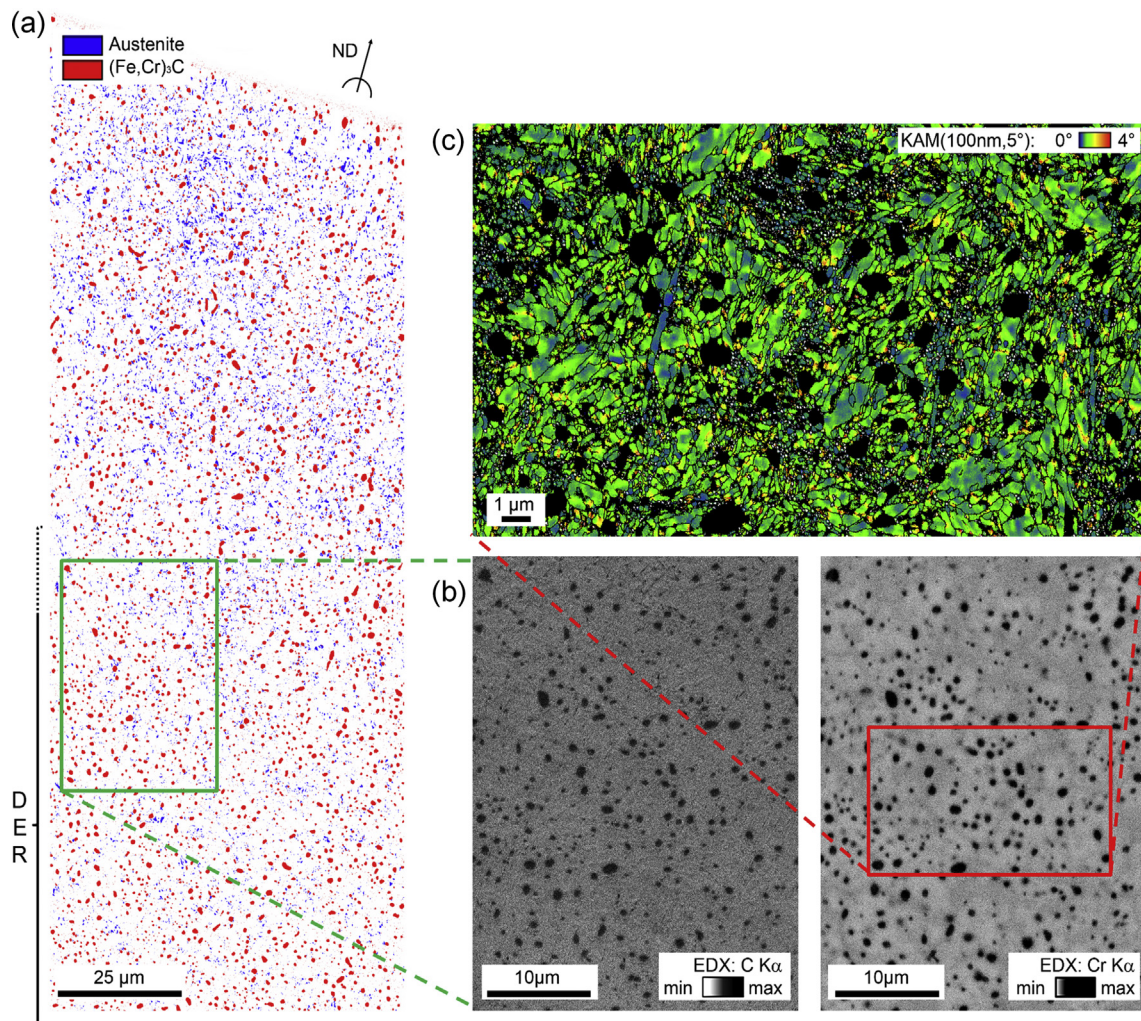 (a)
Austenite
(Fe,Cr)₃C
ND
DER
25 µm
(c)
KAM(100nm,5°): 0° 4°
1 µm
(b)
10µm
EDX: C Kα
min max
10µm
EDX: Cr Kα
min max